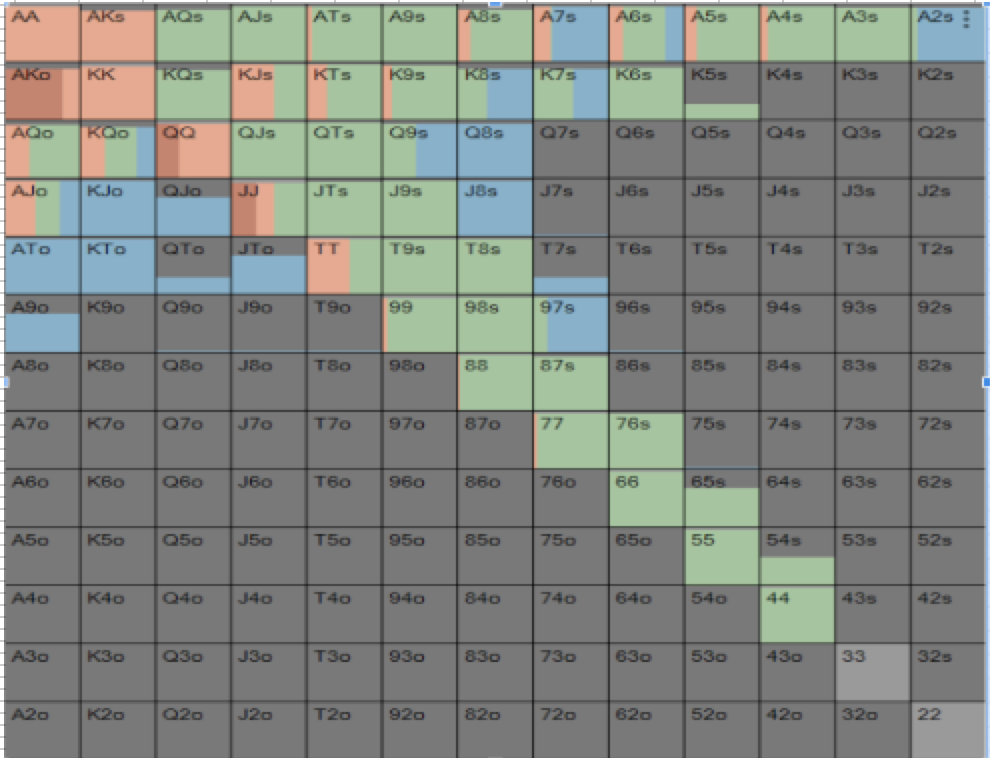 AA AKs AQs AJs ATs A9s A8s A7s A6s A5s A4s A3s A2s
AKo KK KQs KJs KTs K9s K8s K7s K6s K5s K4s K3s K2s
AQo KQo QQ QJs QTs Q9s Q8s Q7s Q6s Q5s Q4s Q3s Q2s
AJo KJo QJo JJ JTs J9s J8s J7s J6s J5s J4s J3s J2s
ATo KTo QTo JTo TT T9s T8s T7s T6s T5s T4s T3s T2s
A9o K9o Q9o J9o T9o 99 98s 97s 96s 95s 94s 93s 92s
A8o K8o Q8o J8o T8o 98o 88 87s 86s 85s 84s 83s 82s
A7o K7o Q7o J7o T7o 97o 87o 77 76s 75s 74s 73s 72s
A6o K6o Q6o J6o T6o 96o 86o 76o 66 65s 64s 63s 62s
A5o K5o Q5o J5o T5o 95o 85o 75o 65o 55 54s 53s 52s
A4o K4o Q4o J4o T4o 94o 84o 74o 64o 54o 44 43s 42s
A3o K3o Q3o J3o T3o 93o 83o 73o 63o 53o 43o 33 32s
A2o K2o Q2o J2o T2o 92o 82o 72o 62o 52o 42o 32o 22